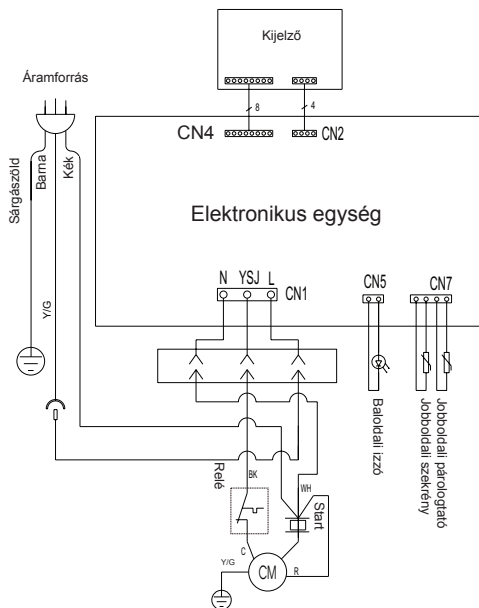 Kijelző
Áramforrás
8
4
CN4
CN2
Sárgászöld
Barna
Kék
Elektronikus egység
N YSJ L
CN1
CN5
CN7
Y/G
Baloldali izzó
Jobboldali szekrény
Jobboldali párologtató
Relé
BK
WH
Start
C
Y/G
CM
R